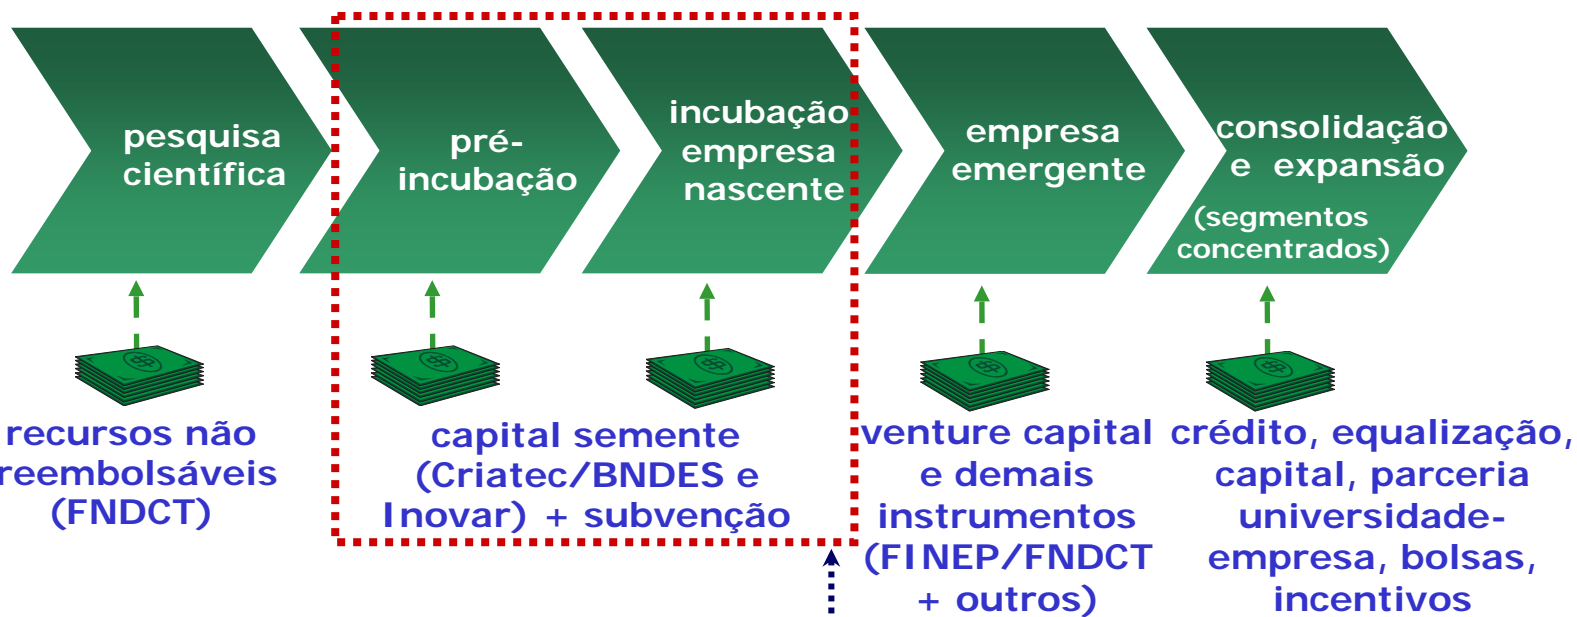 pesquisa
científica
pré-
incubação
incubação
empresa
nascente
empresa
emergente
consolidação
e expansão
(segmentos
concentrados)
recursos não
reembolsáveis
(FNDCT)
capital semente
(Criatec/BNDES e
Inovar) + subvenção
venture capital
e demais
instrumentos
(FINEP/FNDCT
+ outros)
crédito, equalização,
capital, parceria
universidade-
empresa, bolsas,
incentivos